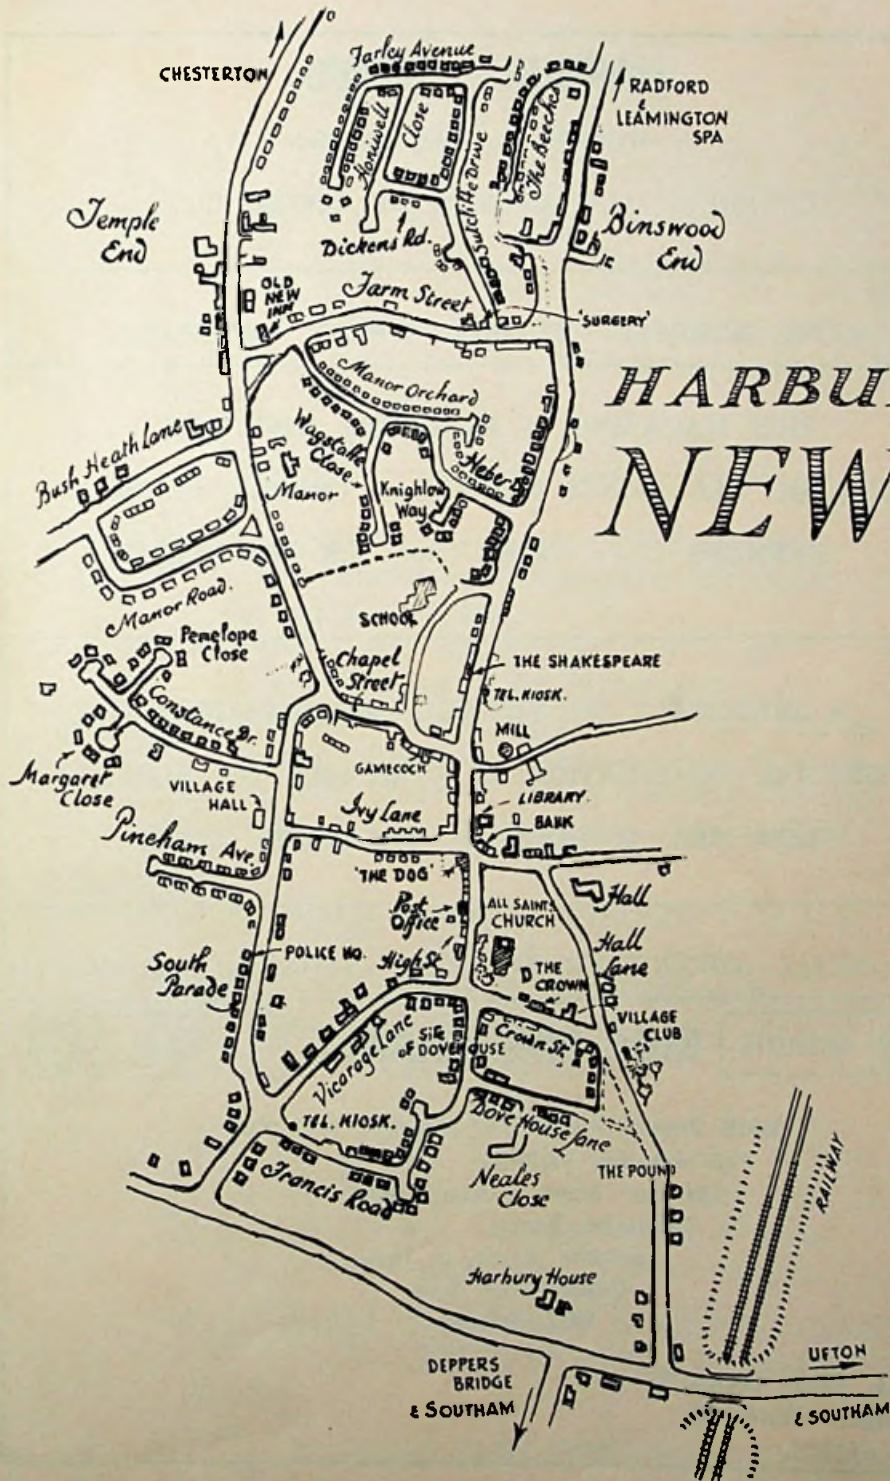 CHESTERTON
Farley Avenue
RADFORD
&
LEAMINGTON
SPA
Honiwell
Close
Sutcliffe Drive
The Beeches
Temple
End
Dickens Rd.
Binswood
End
OLD
NEW
INN
Farm Street
'SURGERY'
HARBU
NEW
Manor Orchard
Wagstaffe
Close
Bush Heath Lane
Manor
Knightlow
Way
Heber
Manor Road.
SCHOOL
Penelope
Close
Chapel
Street
THE SHAKESPEARE
TEL. KIOSK.
Constance Dr.
MILL
GAMECOCK
Margaret
Close
VILLAGE
HALL
Ivy Lane
LIBRARY.
BANK
Pineham Ave.
'THE DOG'
Post
Office
ALL SAINTS
CHURCH
Hall
POLICE HQ.
High St.
Hall
Lane
South
Parade
THE
CROWN
VILLAGE
CLUB
Vicarage Lane
Site
of DOVEHOUSE
Crown St.
TEL. KIOSK.
Dove House Lane
Neales
Close
THE POUND
Francis Road
RAILWAY
Harbury House
UFTON
DEPPERS
BRIDGE
& SOUTHAM
& SOUTHAM